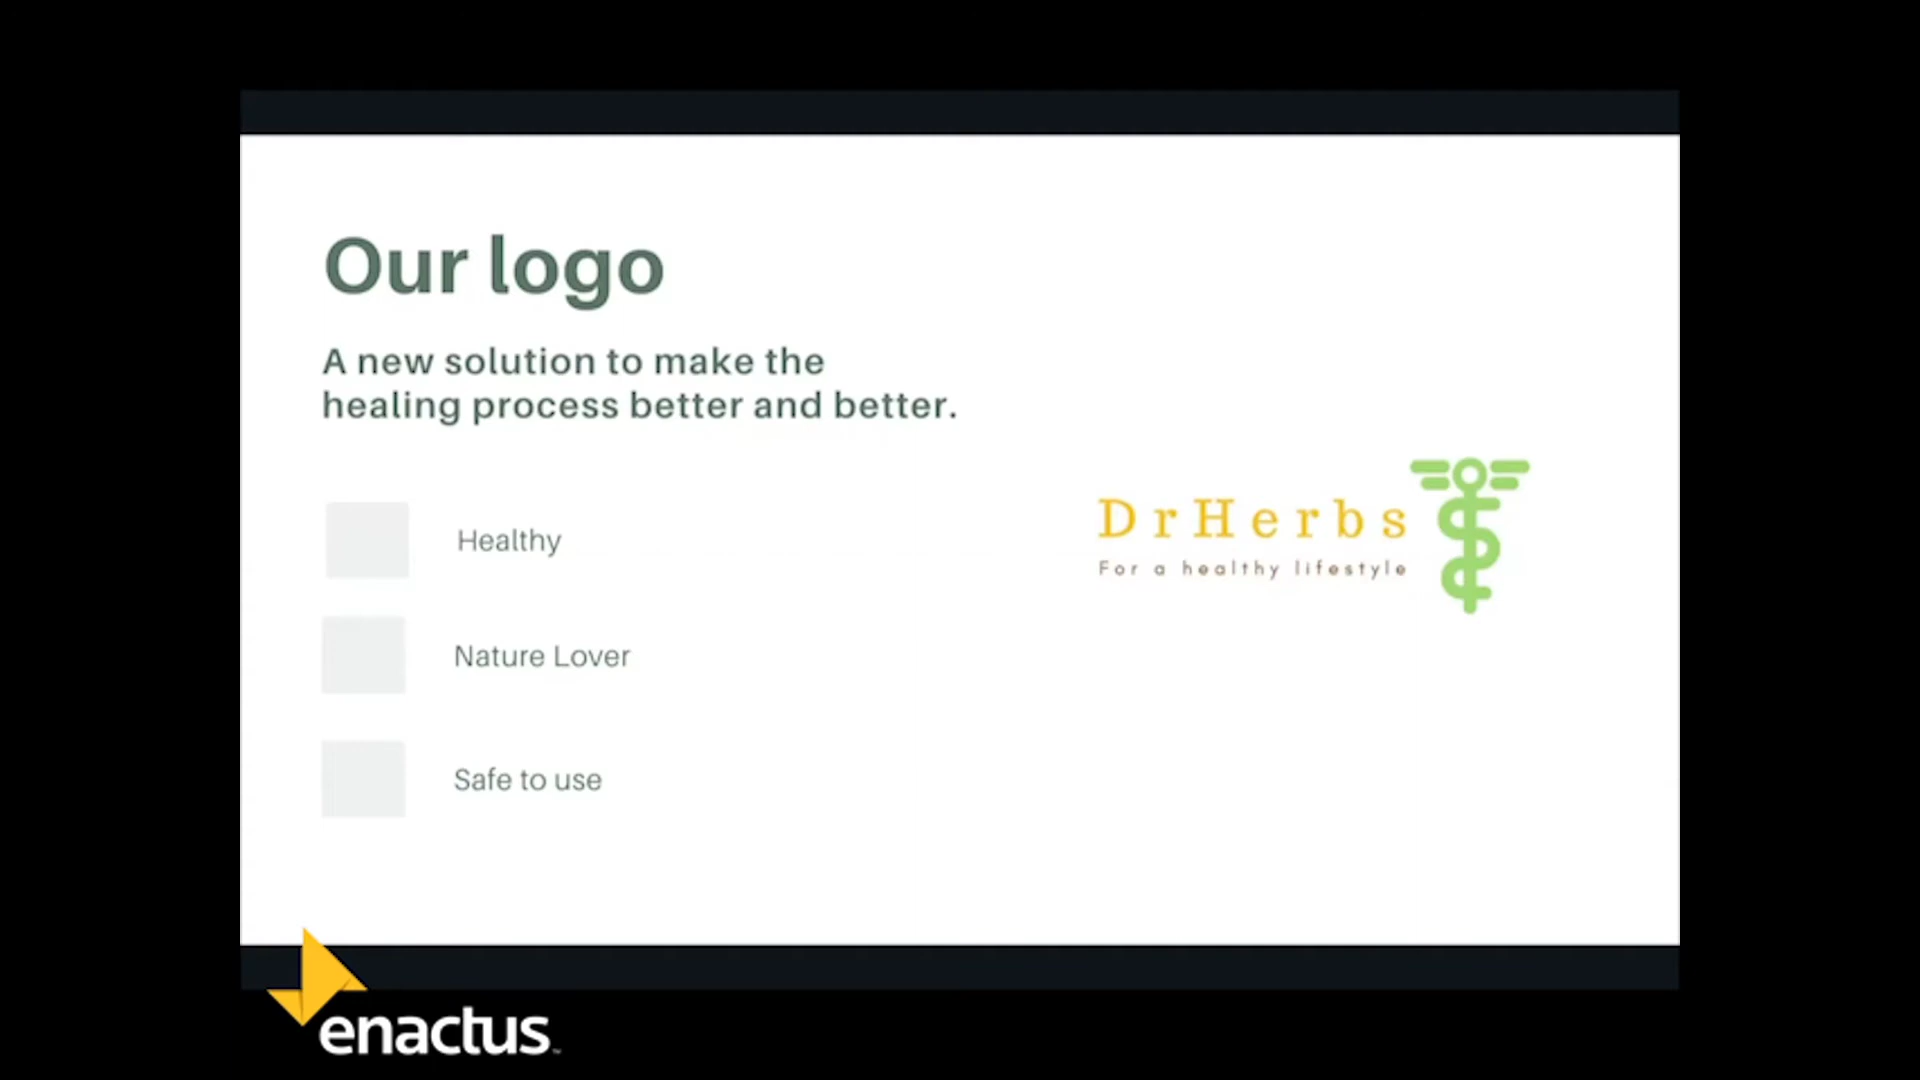 Our logo
A new solution to make the
healing process better and better.
Healthy
Nature Lover
Safe to use
DrHerbs
For a healthy lifestyle
enactus™